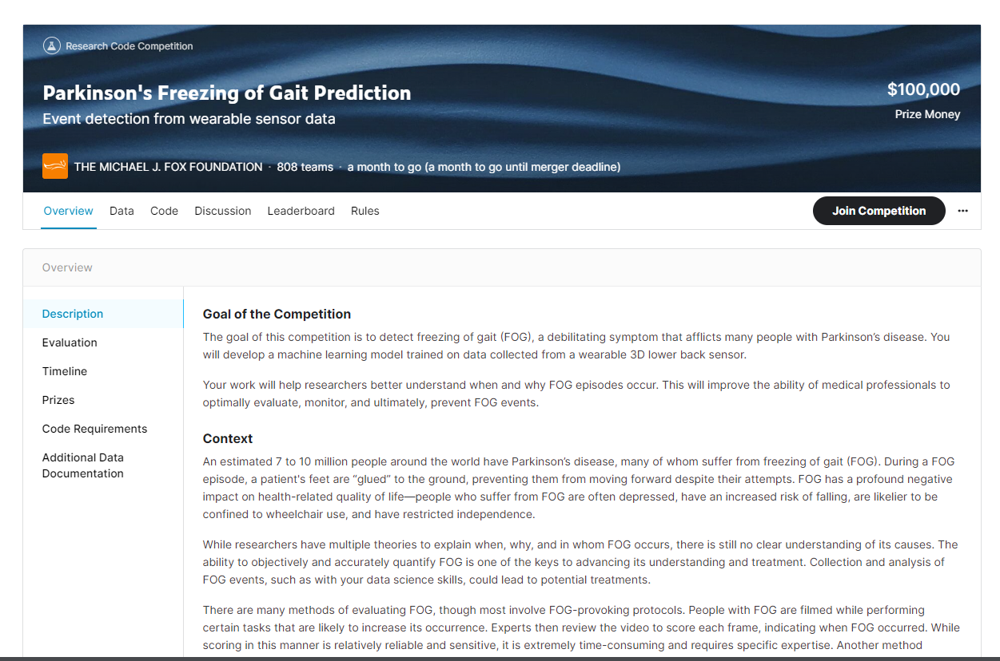 Research Code Competition
Parkinson's Freezing of Gait Prediction
Event detection from wearable sensor data
$100,000
Prize Money
THE MICHAEL J. FOX FOUNDATION · 808 teams · a month to go (a month to go until merger deadline)
Overview Data Code Discussion Leaderboard Rules
Join Competition
Overview
Description
Evaluation
Timeline
Prizes
Code Requirements
Additional Data
Documentation
Goal of the Competition
The goal of this competition is to detect freezing of gait (FOG), a debilitating symptom that afflicts many people with Parkinson’s disease. You
will develop a machine learning model trained on data collected from a wearable 3D lower back sensor.
Your work will help researchers better understand when and why FOG episodes occur. This will improve the ability of medical professionals to
optimally evaluate, monitor, and ultimately, prevent FOG events.
Context
An estimated 7 to 10 million people around the world have Parkinson’s disease, many of whom suffer from freezing of gait (FOG). During a FOG
episode, a patient's feet are “glued” to the ground, preventing them from moving forward despite their attempts. FOG has a profound negative
impact on health-related quality of life—people who suffer from FOG are often depressed, have an increased risk of falling, are likelier to be
confined to wheelchair use, and have restricted independence.
While researchers have multiple theories to explain when, why, and in whom FOG occurs, there is still no clear understanding of its causes. The
ability to objectively and accurately quantify FOG is one of the keys to advancing its understanding and treatment. Collection and analysis of
FOG events, such as with your data science skills, could lead to potential treatments.
There are many methods of evaluating FOG, though most involve FOG-provoking protocols. People with FOG are filmed while performing
certain tasks that are likely to increase its occurrence. Experts then review the video to score each frame, indicating when FOG occurred. While
scoring in this manner is relatively reliable and sensitive, it is extremely time-consuming and requires specific expertise. Another method